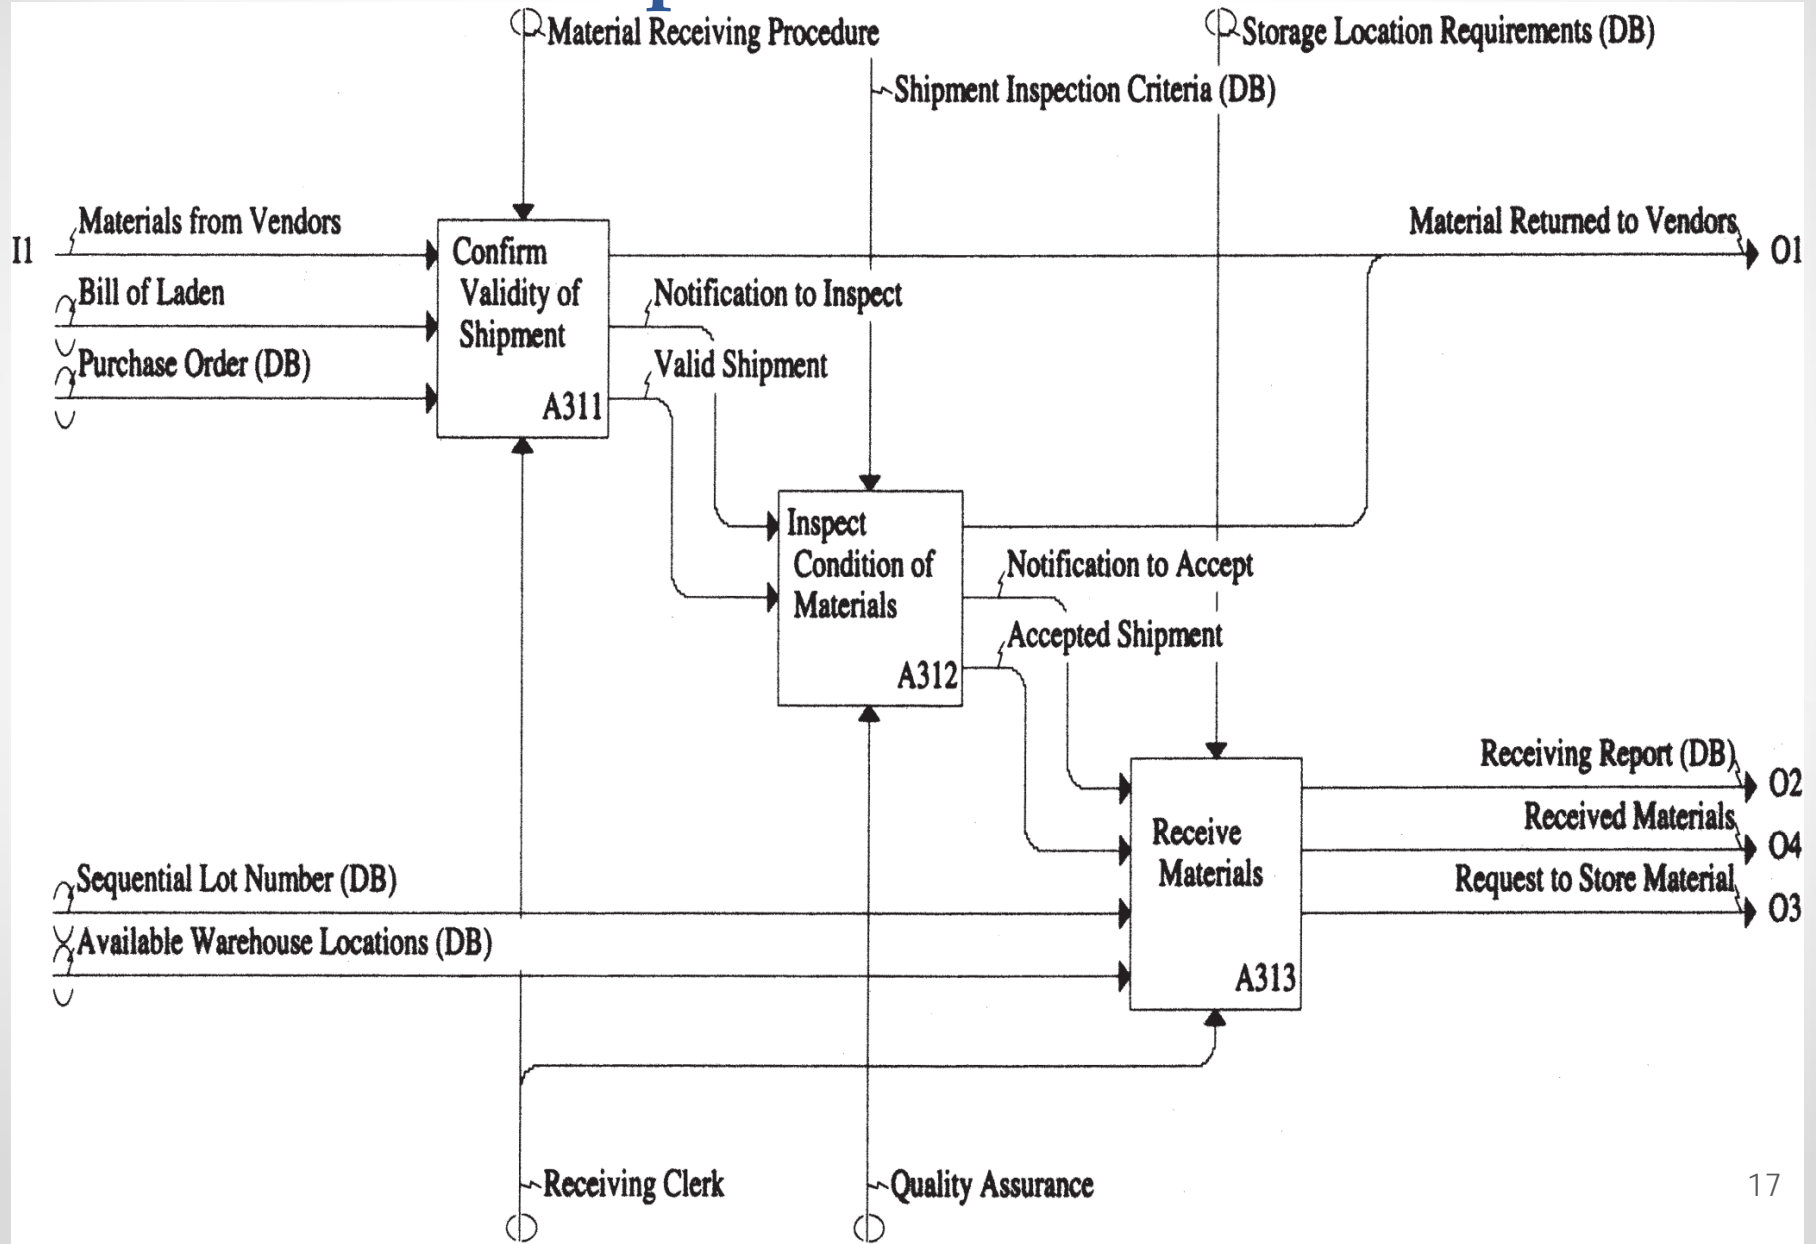 Material Receiving Procedure
Storage Location Requirements (DB)
Shipment Inspection Criteria (DB)
Materials from Vendors
Material Returned to Vendors
I1
O1
Confirm
Validity of
Shipment
A311
Bill of Laden
Notification to Inspect
Purchase Order (DB)
Valid Shipment
Inspect
Condition of
Materials
A312
Notification to Accept
Accepted Shipment
Receiving Report (DB)
O2
Received Materials
O4
Receive
Materials
A313
Sequential Lot Number (DB)
Request to Store Material
O3
Available Warehouse Locations (DB)
Receiving Clerk
Quality Assurance
17